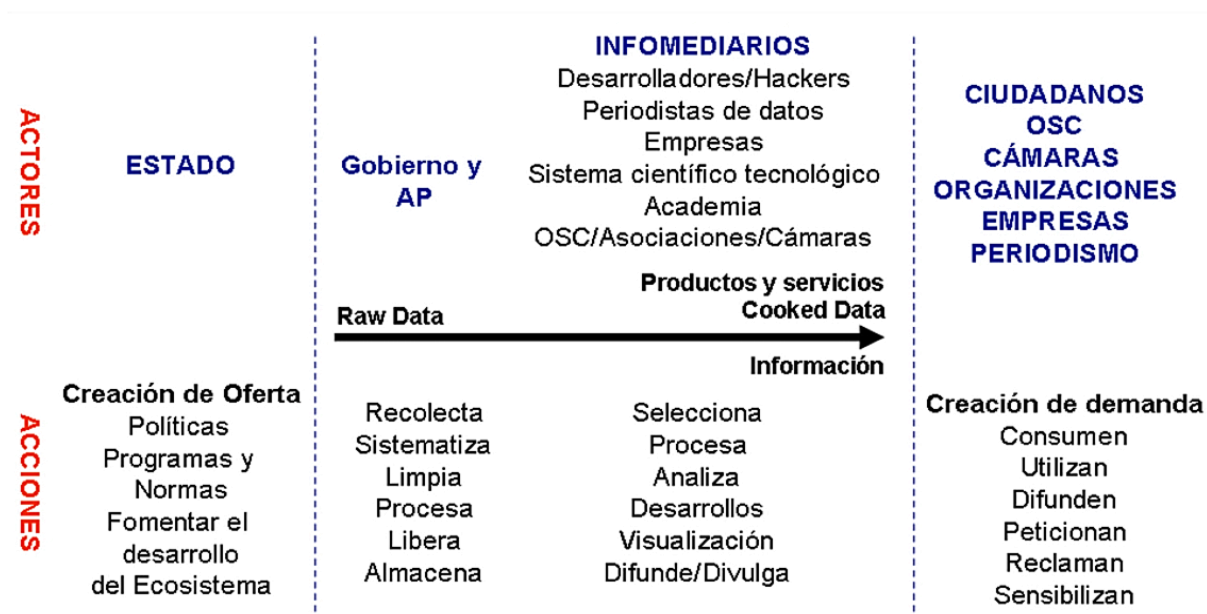 ACTORES
ESTADO
Gobierno y
AP
INFOMEDIARIOS
Desarrolladores/Hackers
Periodistas de datos
Empresas
Sistema científico tecnológico
Academia
OSC/Asociaciones/Cámaras
CIUDADANOS
OSC
CÁMARAS
ORGANIZACIONES
EMPRESAS
PERIODISMO
Raw Data
Productos y servicios
Cooked Data
Información
ACCIONES
Creación de Oferta
Políticas
Programas y
Normas
Fomentar el
desarrollo
del Ecosistema
Recolecta
Sistematiza
Limpia
Procesa
Libera
Almacena
Selecciona
Procesa
Analiza
Desarrollos
Visualización
Difunde/Divulga
Creación de demanda
Consumen
Utilizan
Difunden
Peticionan
Reclaman
Sensibilizan